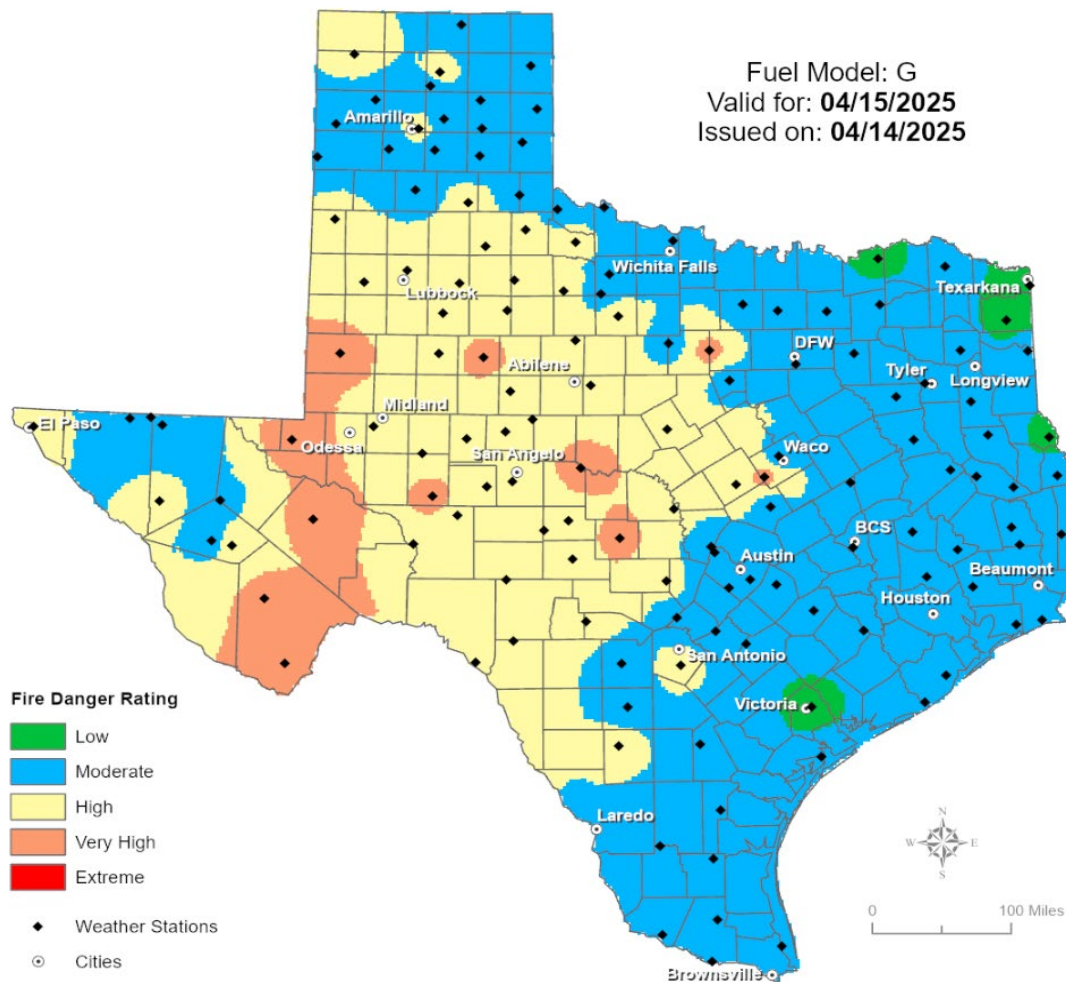 Fuel Model: G
Valid for: 04/15/2025
Issued on: 04/14/2025
Amarillo
Wichita Falls
Lubbock
Texarkana
DFW
Abilene
Tyler
Longview
Midland
El Paso
Odessa
Waco
San Angelo
BCS
Austin
Beaumont
Houston
San Antonio
Victoria
Laredo
Brownsville
Fire Danger Rating
Low
Moderate
High
Very High
Extreme
Weather Stations
Cities
N
W
E
S
0
100 Miles